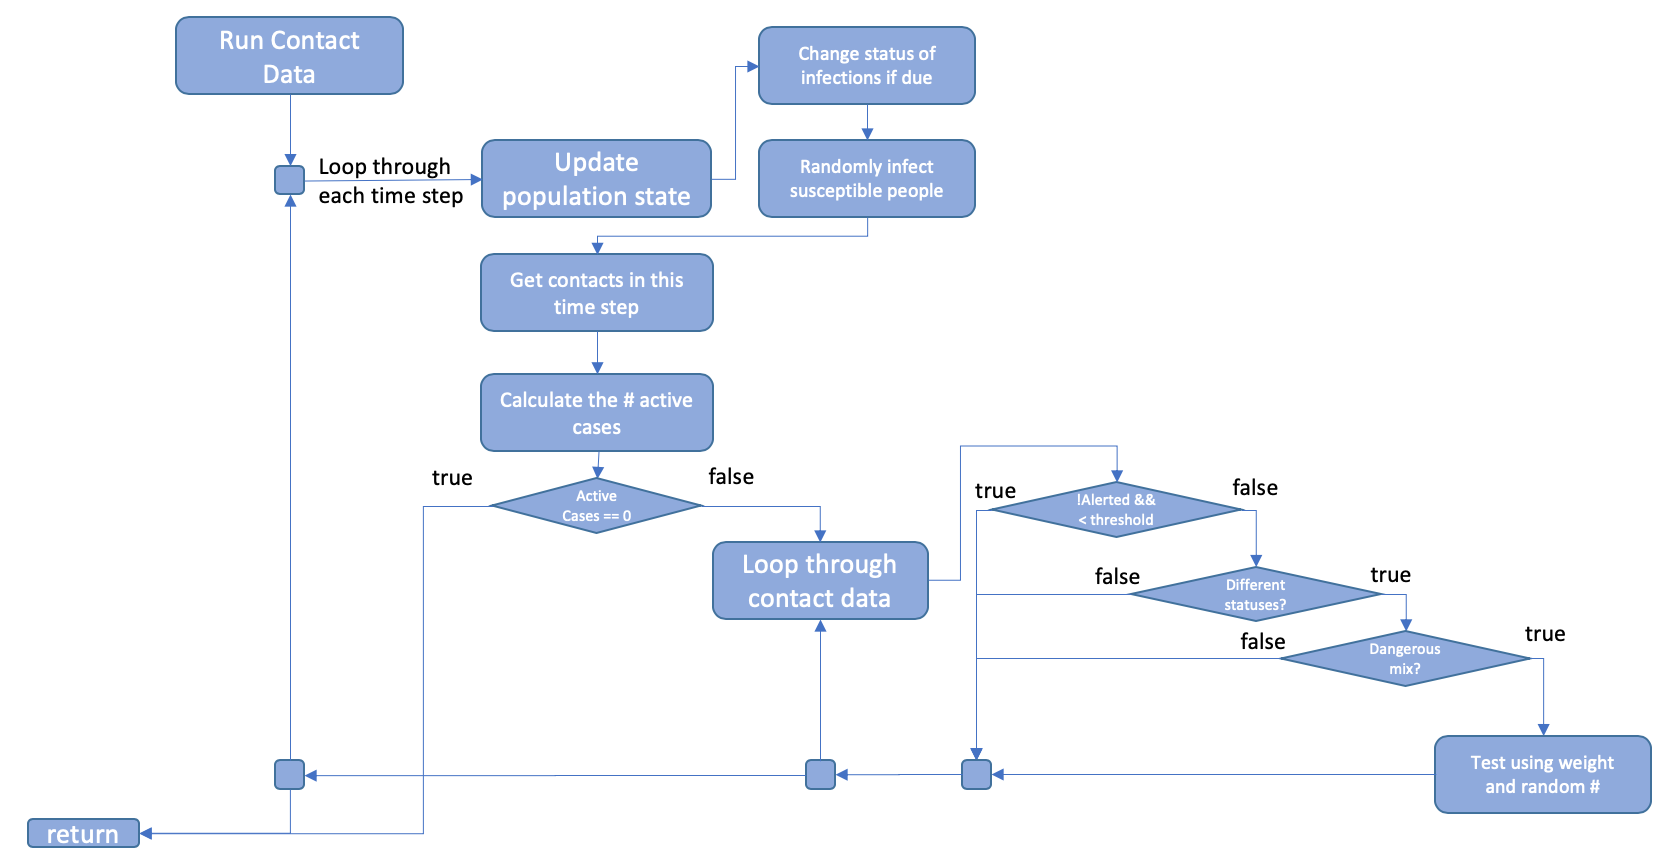 Run Contact
Data
Change status of
infections if due
Loop through
each time step
Update
population state
Randomly infect
susceptible people
Get contacts in this
time step
Calculate the # active
cases
true
false
Active
Cases == 0
true
false
!Alerted &&
< threshold
Loop through
contact data
false
true
Different
statuses?
false
true
Dangerous
mix?
Test using weight
and random #
return